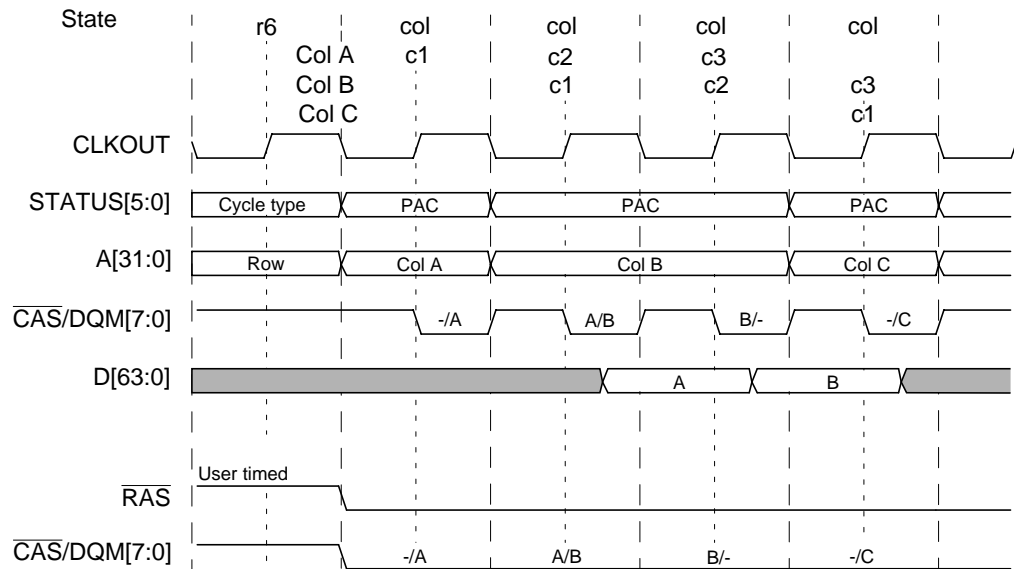 State
r6 col col col col
Col A c1 c2 c3
Col B c1 c2 c3
Col C c1
CLKOUT
STATUS[5:0] Cycle type PAC PAC PAC
A[31:0] Row Col A Col B Col C
CAS/DQM[7:0] -/A A/B B/- -/C
D[63:0] A B
User timed
RAS
CAS/DQM[7:0] -/A A/B B/- -/C